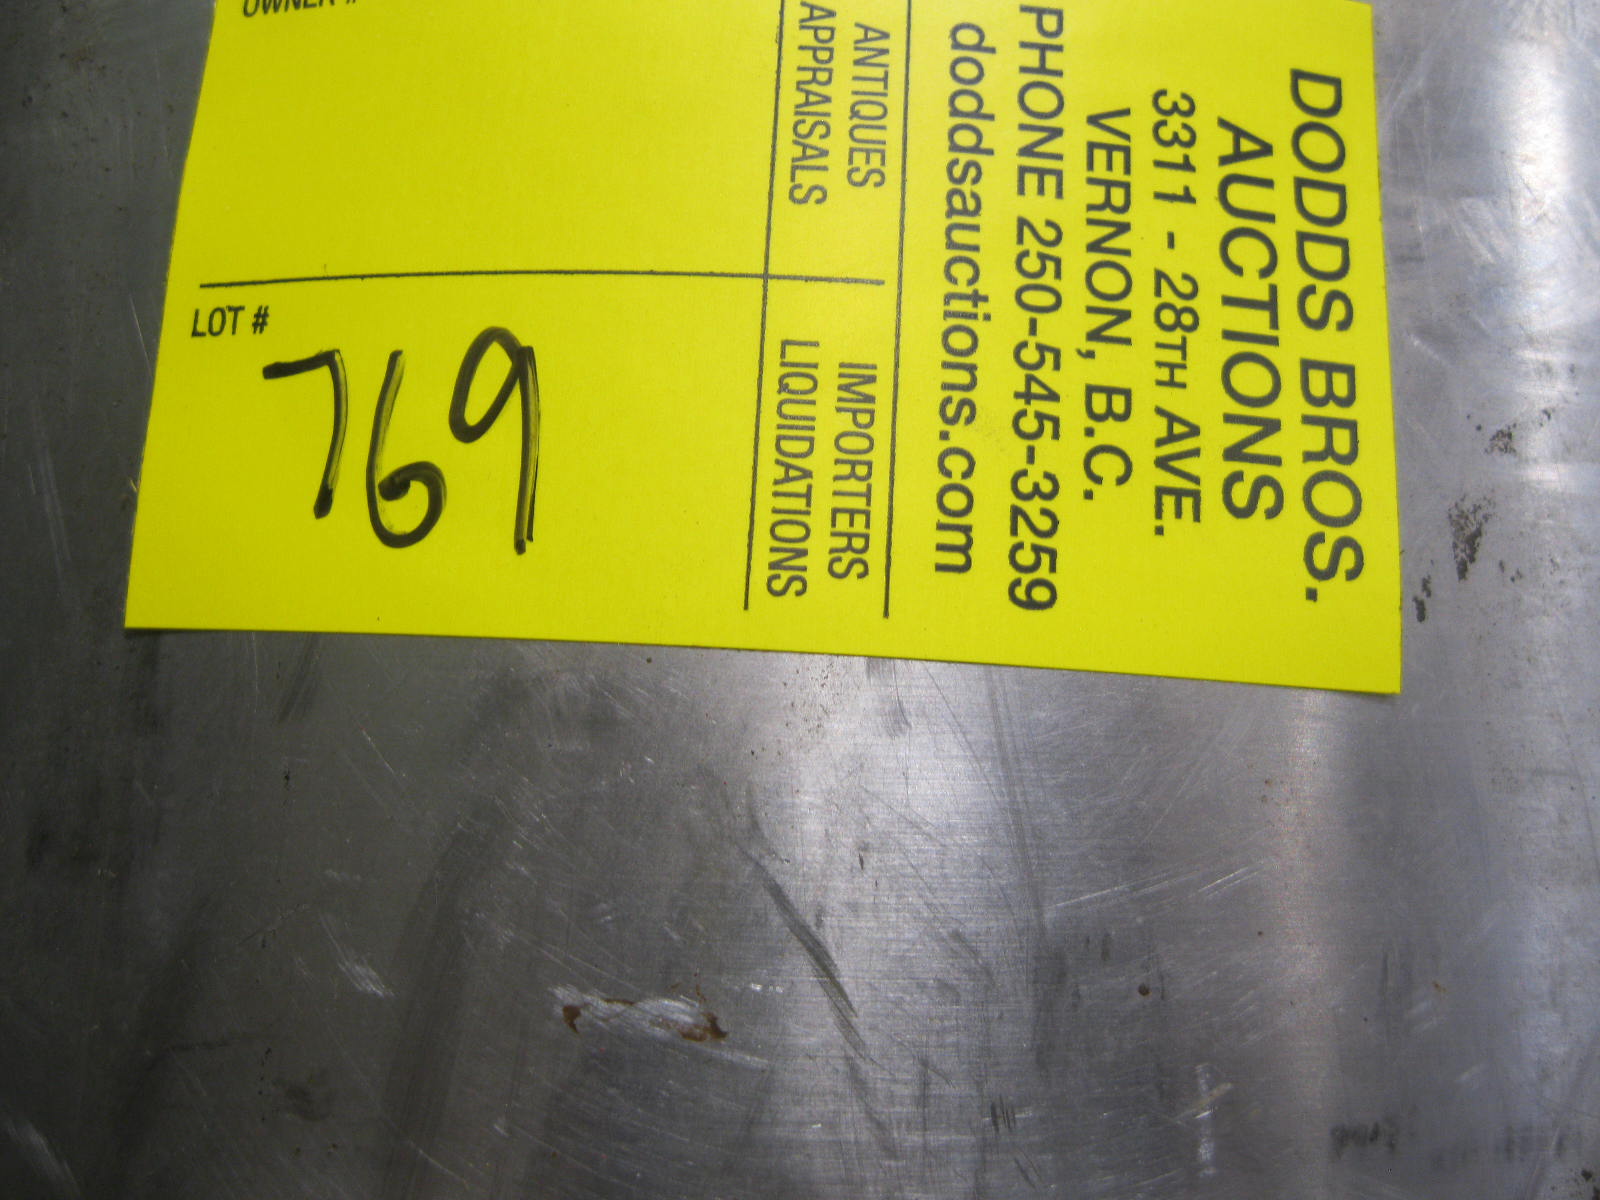 DODDS BROS.
AUCTIONS
3311 - 28TH AVE.
VERNON, B.C.
PHONE 250-545-3259
doddsauctions.com
ANTIQUES
APPRAISALS
IMPORTERS
LIQUIDATIONS
OWNER #
LOT #
769